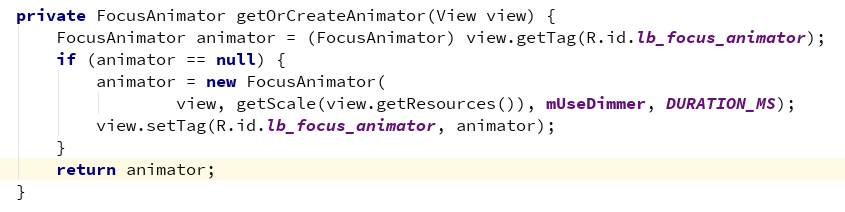 private FocusAnimator getOrCreateAnimator(View view) {
    FocusAnimator animator = (FocusAnimator) view.getTag(R.id.lb_focus_animator);
    if (animator == null) {
        animator = new FocusAnimator(
                view, getScale(view.getResources()), mUseDimmer, DURATION_MS);
        view.setTag(R.id.lb_focus_animator, animator);
    }
    return animator;
}